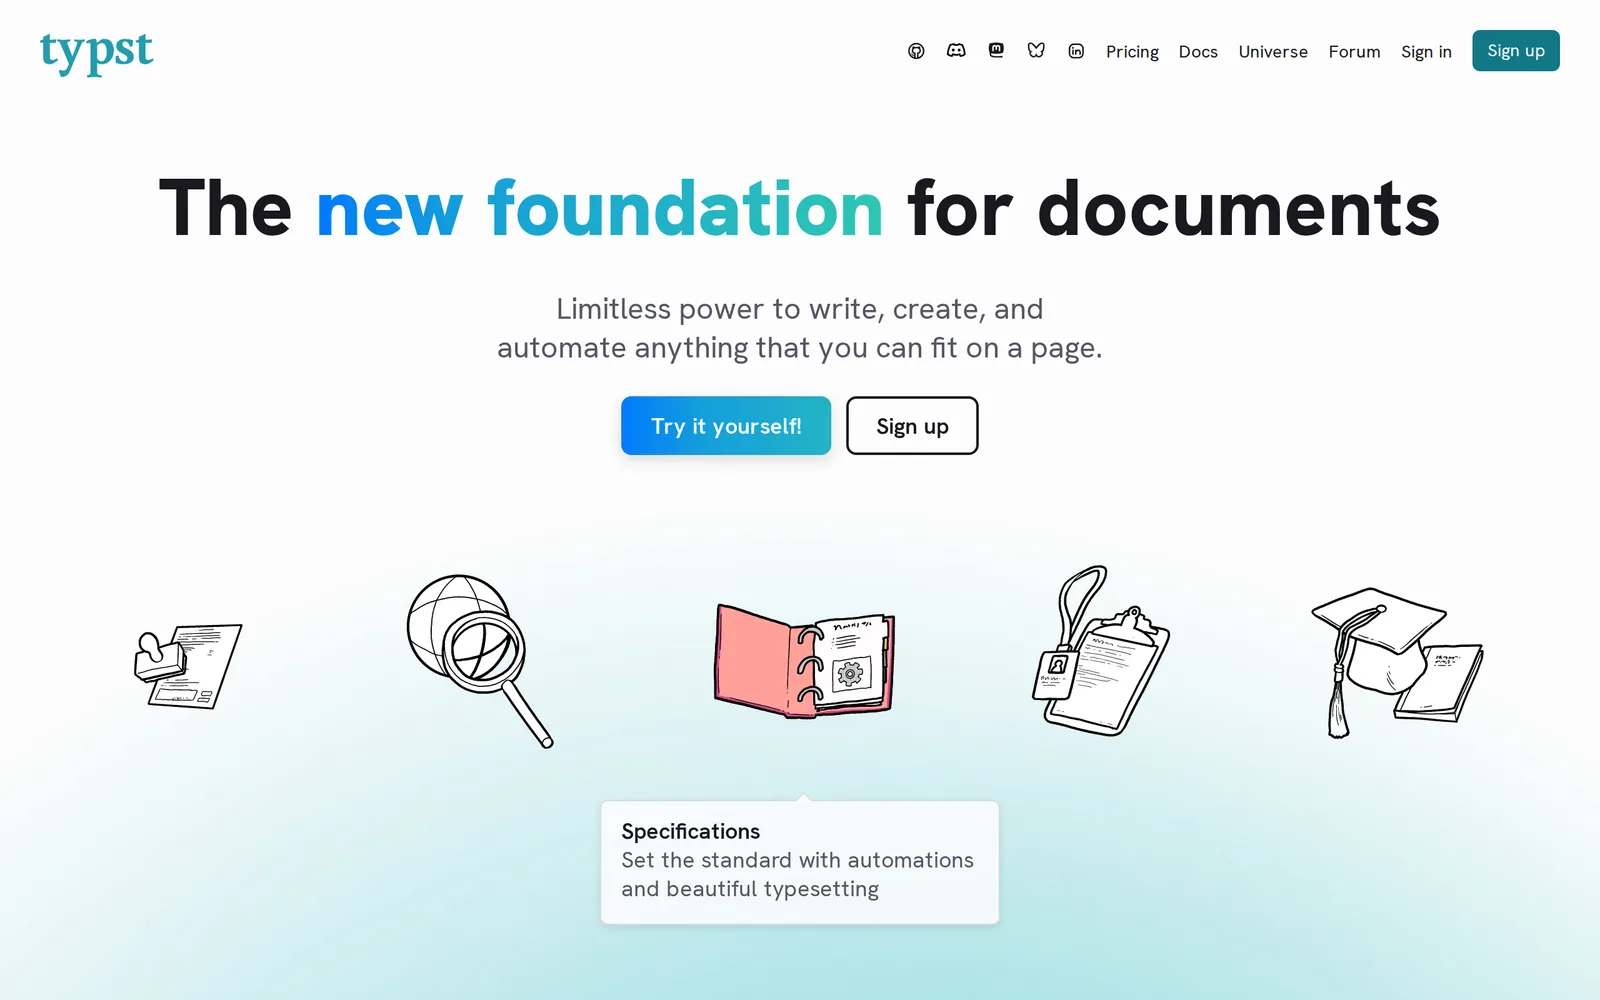 typst
Pricing
Docs
Universe
Forum
Sign in
Sign up
The new foundation for documents
Limitless power to write, create, and
automate anything that you can fit on a page.
Try it yourself!
Sign up
Specifications
Set the standard with automations
and beautiful typesetting